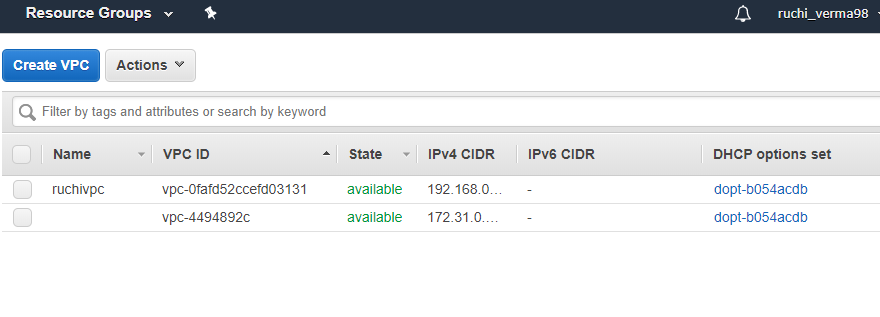 Resource Groups ruchi_verma98
Create VPC Actions
Filter by tags and attributes or search by keyword
Name VPC ID State IPv4 CIDR IPv6 CIDR DHCP options set
ruchivpc vpc-0fafd52ccefd03131 available 192.168.0… - dopt-b054acdb
vpc-4494892c available 172.31.0.… - dopt-b054acdb